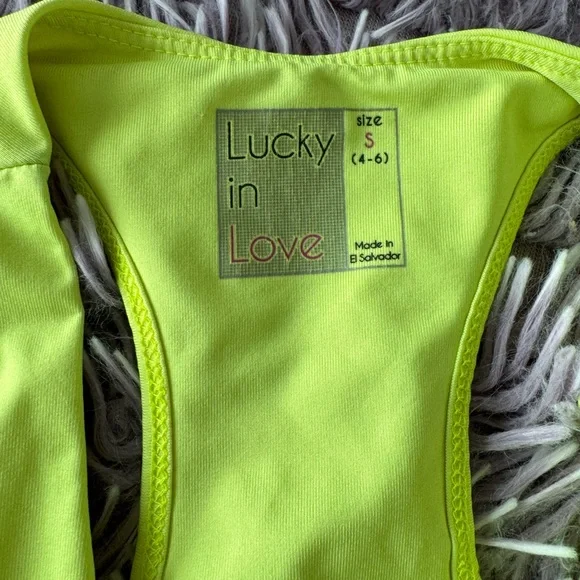 Lucky
in
Love
size
S
(4-6)
Made in
El Salvador